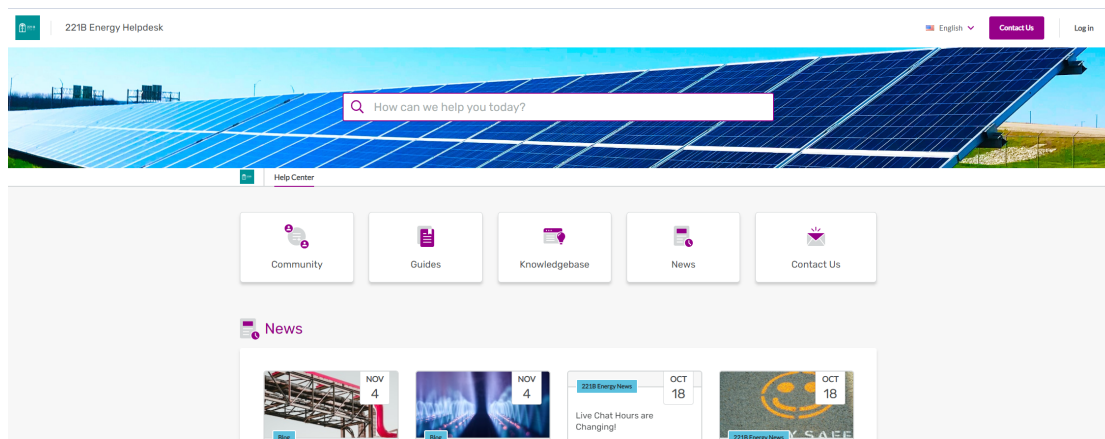 221B Energy Helpdesk
English
Contact Us
Log in
How can we help you today?
Help Center
Community
Guides
Knowledgebase
News
Contact Us
News
NOV
4
Blog
NOV
4
Blog
221B Energy News
OCT
18
Live Chat Hours are
Changing!
OCT
18
221B Energy News
SAFE